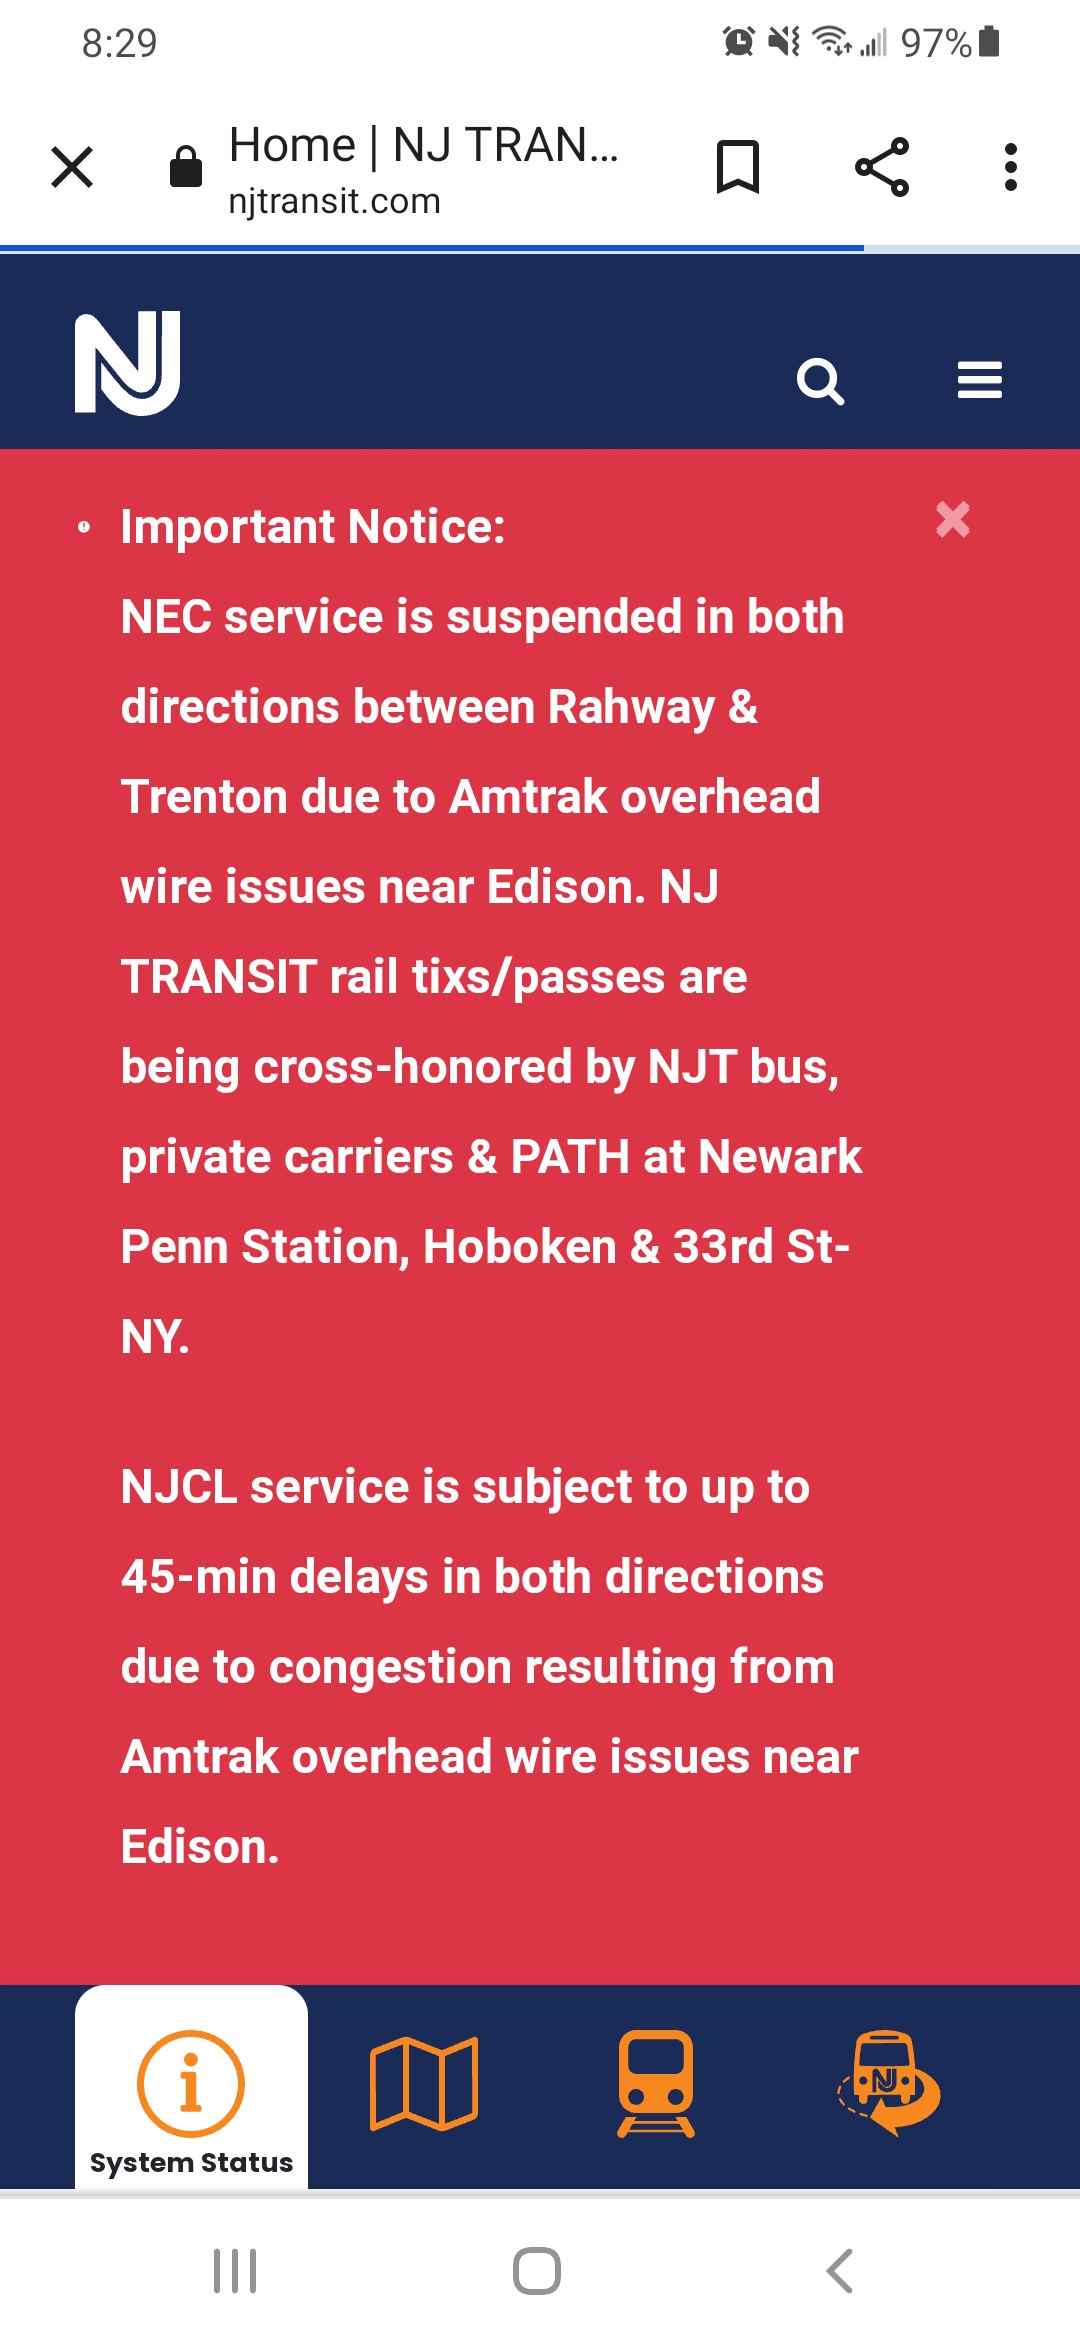 8:29
97%
Home | NJ TRAN...
njtransit.com
NJ
Important Notice:
NEC service is suspended in both
directions between Rahway &
Trenton due to Amtrak overhead
wire issues near Edison. NJ
TRANSIT rail tixs/passes are
being cross-honored by NJT bus,
private carriers & PATH at Newark
Penn Station, Hoboken & 33rd St-
NY.
NJCL service is subject to up to
45-min delays in both directions
due to congestion resulting from
Amtrak overhead wire issues near
Edison.
NJ
System Status